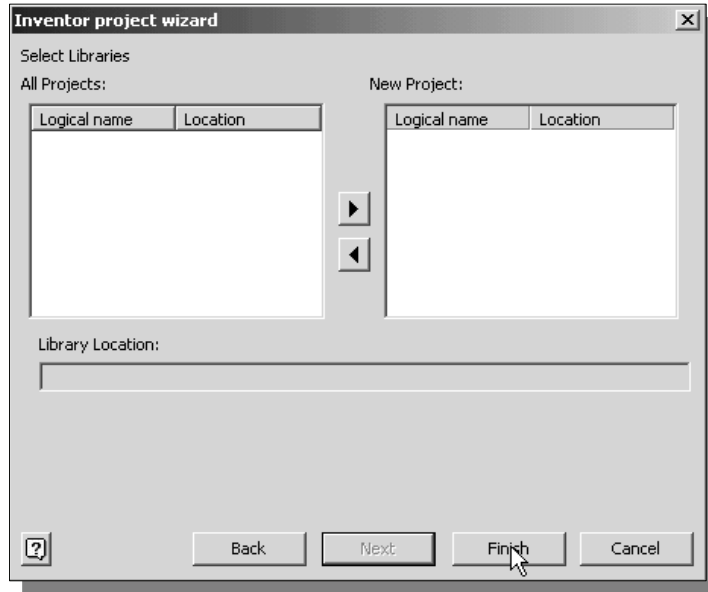 Inventor project wizard
Select Libraries
All Projects: New Project:
Logical name Location Logical name Location
Library Location:
Back Next Finish Cancel